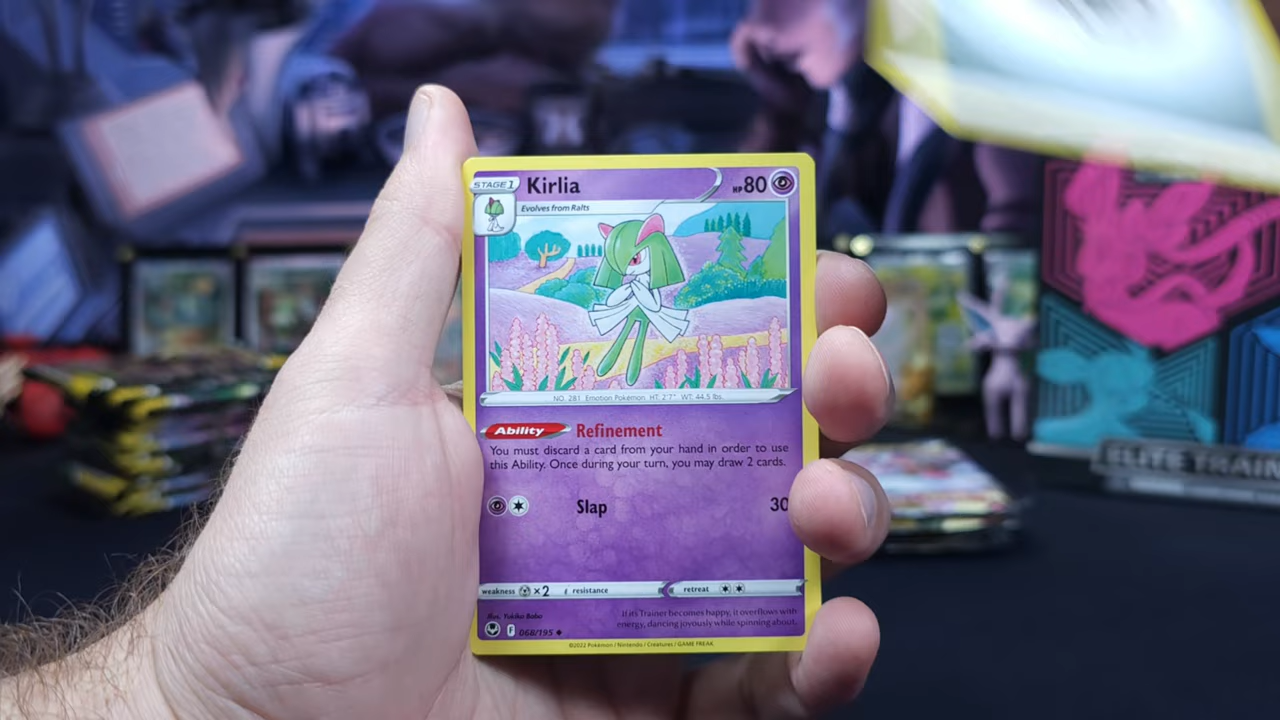 STAGE 1 Kirlia HP 80
Evolves from Ralts
NO. 281 Emotion Pokémon HT: 2'7" WT: 44.5 lbs.
Ability Refinement
You must discard a card from your hand in order to use
this Ability. Once during your turn, you may draw 2 cards.
Slap 30
weakness ×2 resistance retreat
Illus. Yukiko Baba
If its Trainer becomes happy, it overflows with
energy, dancing joyously while spinning about.
F 068/195
©2022 Pokémon / Nintendo / Creatures / GAME FREAK
ELITE TRAIN